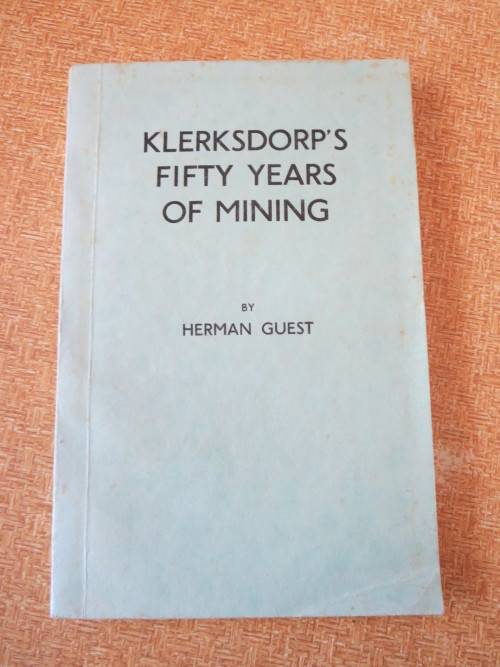 KLERKSDORP'S
FIFTY YEARS
OF MINING
BY
HERMAN GUEST